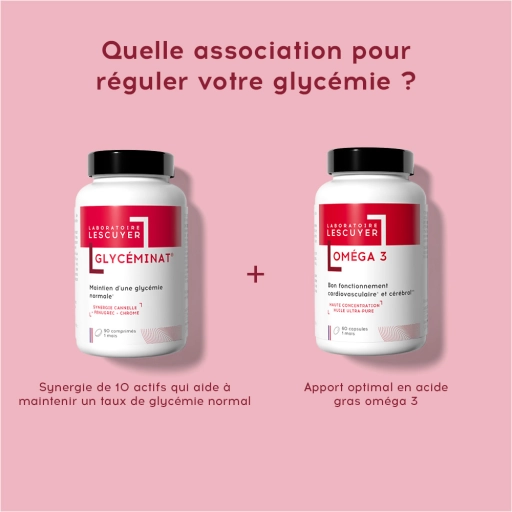 Quelle association pour
réguler votre glycémie ?
LABORATOIRE
LESCUYER
GLYCÉMINAT®
Maintien d'une glycémie
normale¹
SYNERGIE CANNELLE
- FENUGREC - CHROME
90 comprimés
1 mois
+
LABORATOIRE
LESCUYER
OMÉGA 3
Bon fonctionnement
cardiovasculaire¹ et cérébral
HAUTE CONCENTRATION
HUILE ULTRA-PURE
90 capsules
1 mois
Synergie de 10 actifs qui aide à
maintenir un taux de glycémie normal
Apport optimal en acide
gras oméga 3